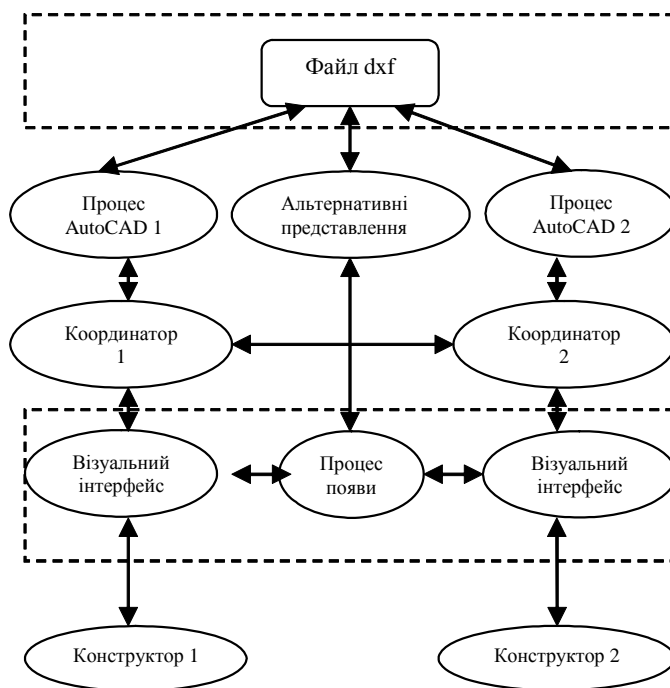 Файл dxf
Процес
AutoCAD 1
Альтернативні
представлення
Процес
AutoCAD 2
Координатор
1
Координатор
2
Візуальний
інтерфейс
Процес
появи
Візуальний
інтерфейс
Конструктор 1
Конструктор 2